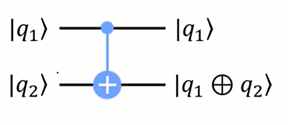 |q₁⟩ |q₁⟩
|q₂⟩ |q₁ ⊕ q₂⟩